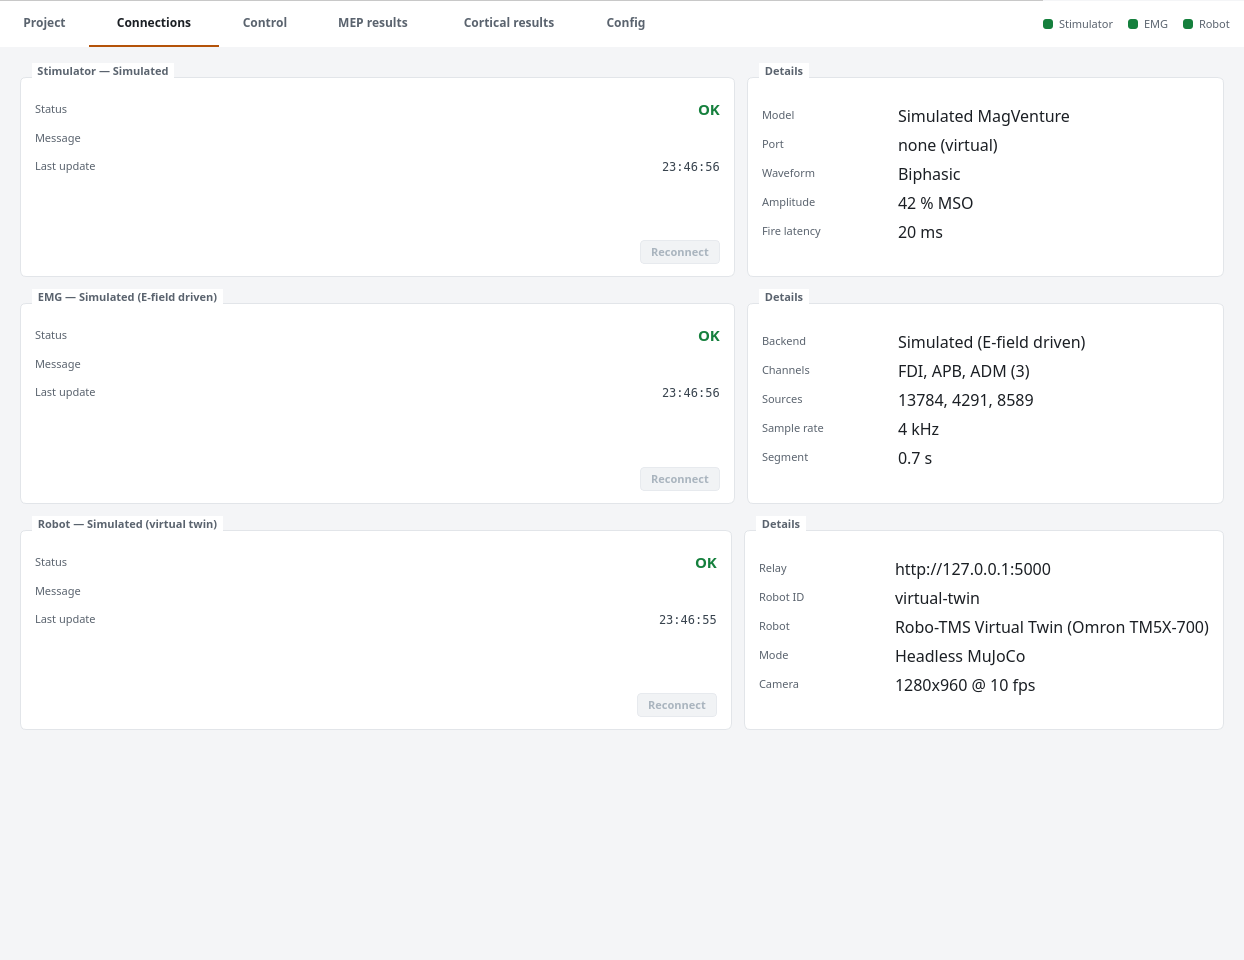 Project Connections Control MEP results Cortical results Config Stimulator EMG Robot
Stimulator — Simulated
Status OK
Message
Last update 23:46:56
Reconnect
Details
Model Simulated MagVenture
Port none (virtual)
Waveform Biphasic
Amplitude 42 % MSO
Fire latency 20 ms
EMG — Simulated (E-field driven)
Status OK
Message
Last update 23:46:56
Reconnect
Details
Backend Simulated (E-field driven)
Channels FDI, APB, ADM (3)
Sources 13784, 4291, 8589
Sample rate 4 kHz
Segment 0.7 s
Robot — Simulated (virtual twin)
Status OK
Message
Last update 23:46:55
Reconnect
Details
Relay http://127.0.0.1:5000
Robot ID virtual-twin
Robot Robo-TMS Virtual Twin (Omron TM5X-700)
Mode Headless MuJoCo
Camera 1280x960 @ 10 fps